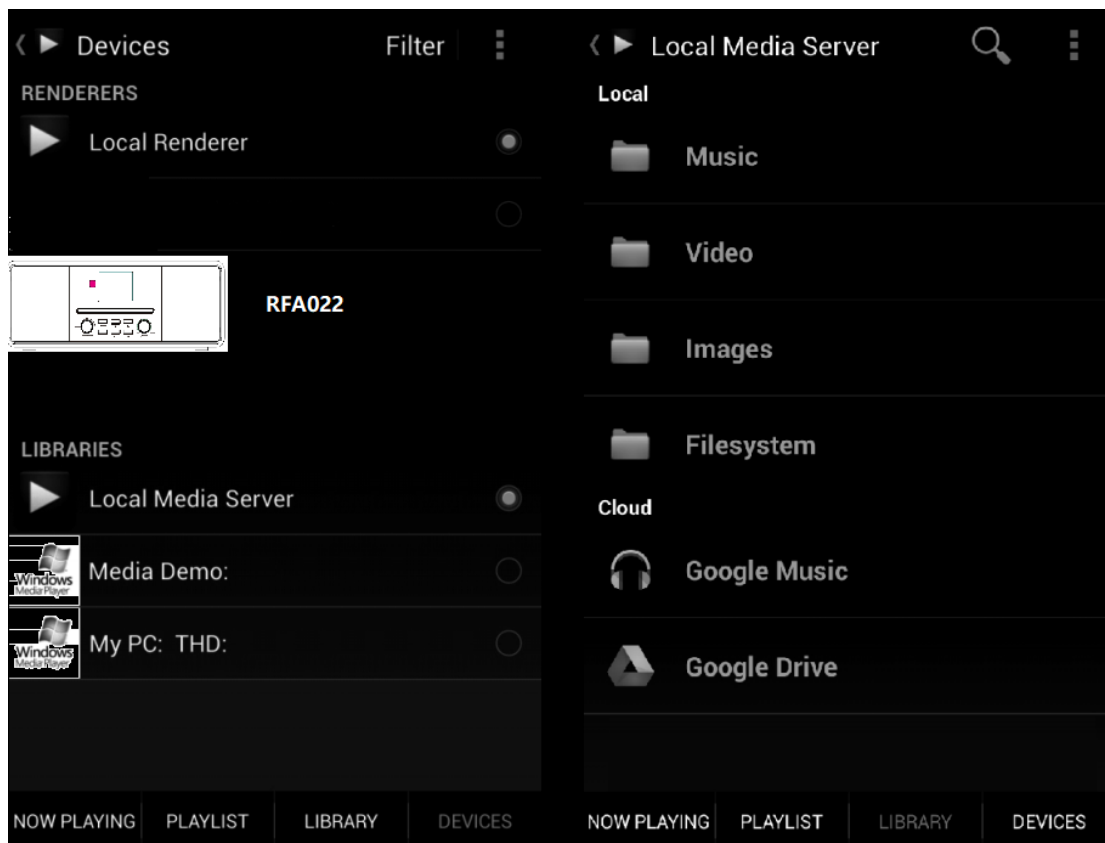 Devices
Filter
RENDERERS
Local Renderer
RFA022
LIBRARIES
Local Media Server
Windows
Media Player
Media Demo:
Windows
Media Player
My PC: THD:
NOW PLAYING
PLAYLIST
LIBRARY
DEVICES
Local Media Server
Local
Music
Video
Images
Filesystem
Cloud
Google Music
Google Drive
NOW PLAYING
PLAYLIST
LIBRARY
DEVICES